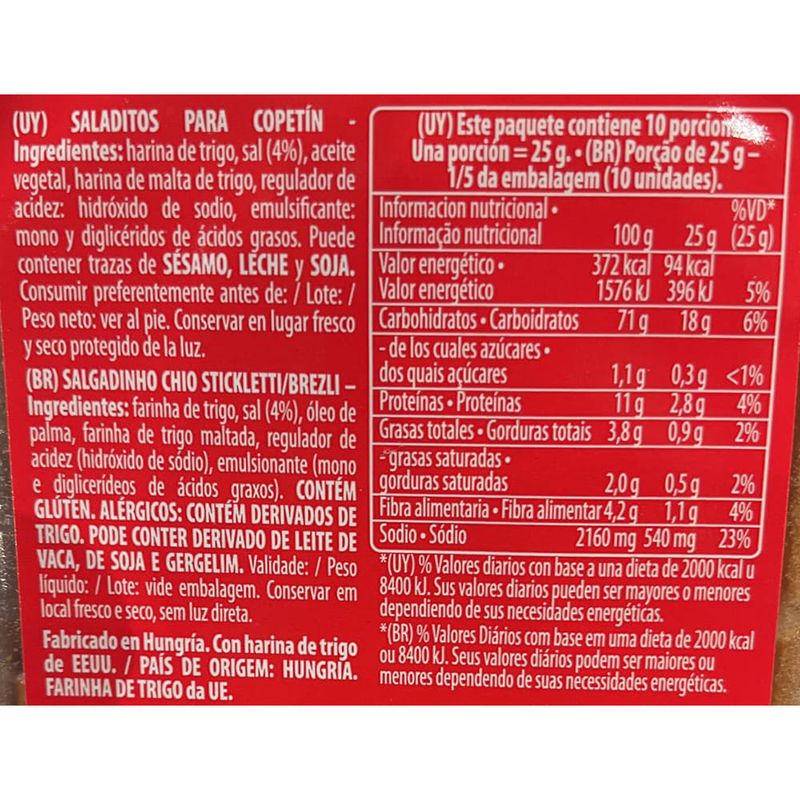 (UY) SALADITOS PARA COPETÍN -
Ingredientes: harina de trigo, sal (4%), aceite
vegetal, harina de malta de trigo, regulador de
acidez: hidróxido de sodio, emulsificante:
mono y diglicéridos de ácidos grasos. Puede
contener trazas de SÉSAMO, LECHE y SOJA.
Consumir preferentemente antes de: / Lote: /
Peso neto: ver al pie. Conservar en lugar fresco
y seco protegido de la luz.
(BR) SALGADINHO CHIO STICKLETTI/BREZLI –
Ingredientes: farinha de trigo, sal (4%), óleo de
palma, farinha de trigo maltada, regulador de
acidez (hidróxido de sódio), emulsionante (mono
e diglicerídeos de ácidos graxos). CONTÉM
GLÚTEN. ALÉRGICOS: CONTÉM DERIVADOS DE
TRIGO. PODE CONTER DERIVADO DE LEITE DE
VACA, DE SOJA E GERGELIM. Validade: / Peso
líquido: / Lote: vide embalagem. Conservar em
local fresco e seco, sem luz direta.
Fabricado en Hungría. Con harina de trigo
de EEUU. / PAÍS DE ORIGEM: HUNGRIA.
FARINHA DE TRIGO da UE.
(UY) Este paquete contiene 10
Una porción = 25 g. • (BR) Porção de 25 g –
1/5 da embalagem (10 unidades).
Informacion nutricional • %VD*
Informação nutricional 100 g 25 g (25 g)
Valor energético • 372 kcal 94 kcal
Valor energético 1576 kJ 396 kJ 5%
Carbohidratos • Carboidratos 71 g 18 g 6%
- de los cuales azúcares •
dos quais açúcares 1,1 g 0,3 g <1%
Proteínas • Proteínas 11 g 2,8 g 4%
Grasas totales • Gorduras totais 3,8 g 0,9 g 2%
- grasas saturadas •
gorduras saturadas 2,0 g 0,5 g 2%
Fibra alimentaria • Fibra alimentar 4,2 g 1,1 g 4%
Sodio • Sódio 2160 mg 540 mg 23%
*(UY) % Valores diarios con base a una dieta de 2000 kcal u
8400 kJ. Sus valores diarios pueden ser mayores o menores
dependiendo de sus necesidades energéticas.
*(BR) % Valores Diários com base em uma dieta de 2000 kcal
ou 8400 kJ. Seus valores diários podem ser maiores ou
menores dependendo de suas necessidades energéticas.